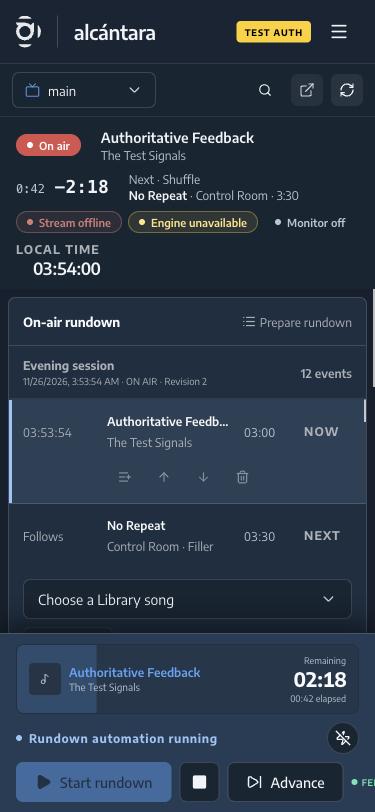 alcántara
TEST AUTH
main
On air
Authoritative Feedback
The Test Signals
0:42 −2:18
Next · Shuffle
No Repeat · Control Room · 3:30
Stream offline
Engine unavailable
Monitor off
LOCAL TIME
03:54:00
On-air rundown
Prepare rundown
Evening session
11/26/2026, 3:53:54 AM · ON AIR · Revision 2
12 events
03:53:54
Authoritative Feedb...
The Test Signals
03:00
NOW
Follows
No Repeat
Control Room · Filler
03:30
NEXT
Choose a Library song
Authoritative Feedback
The Test Signals
Remaining
02:18
00:42 elapsed
Rundown automation running
Start rundown
Advance